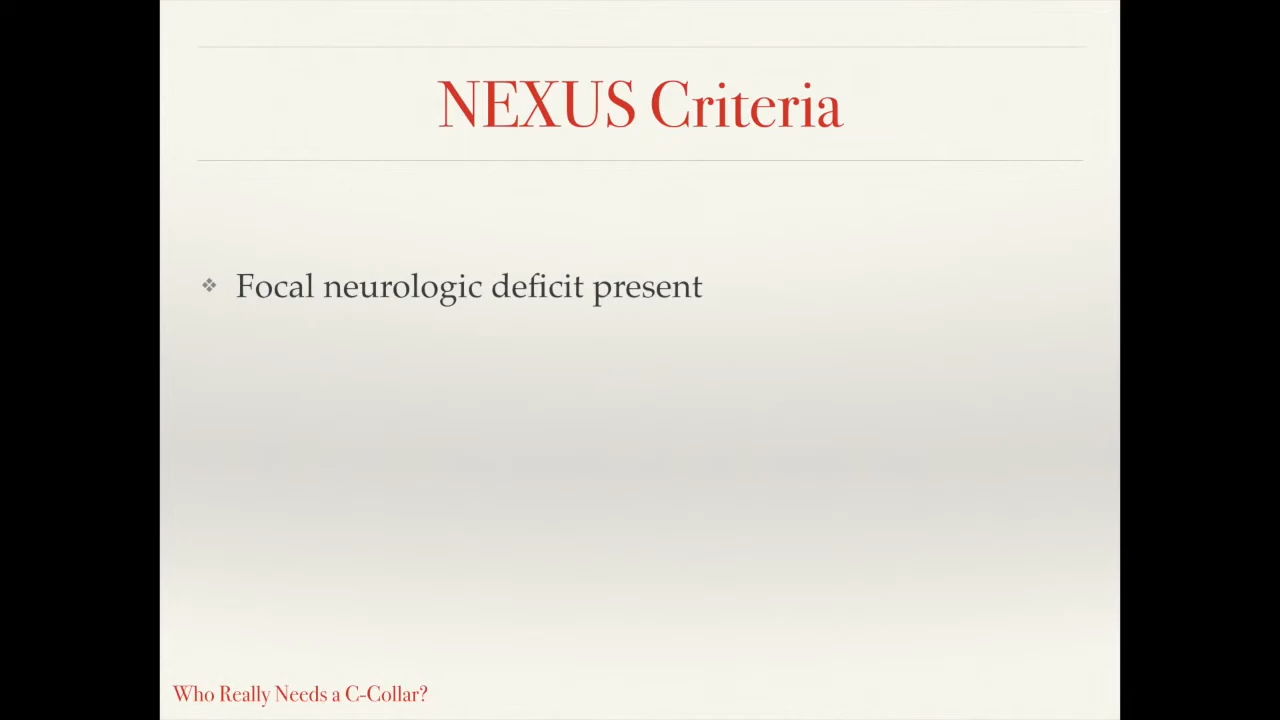 NEXUS Criteria
❖ Focal neurologic deficit present
Who Really Needs a C-Collar?